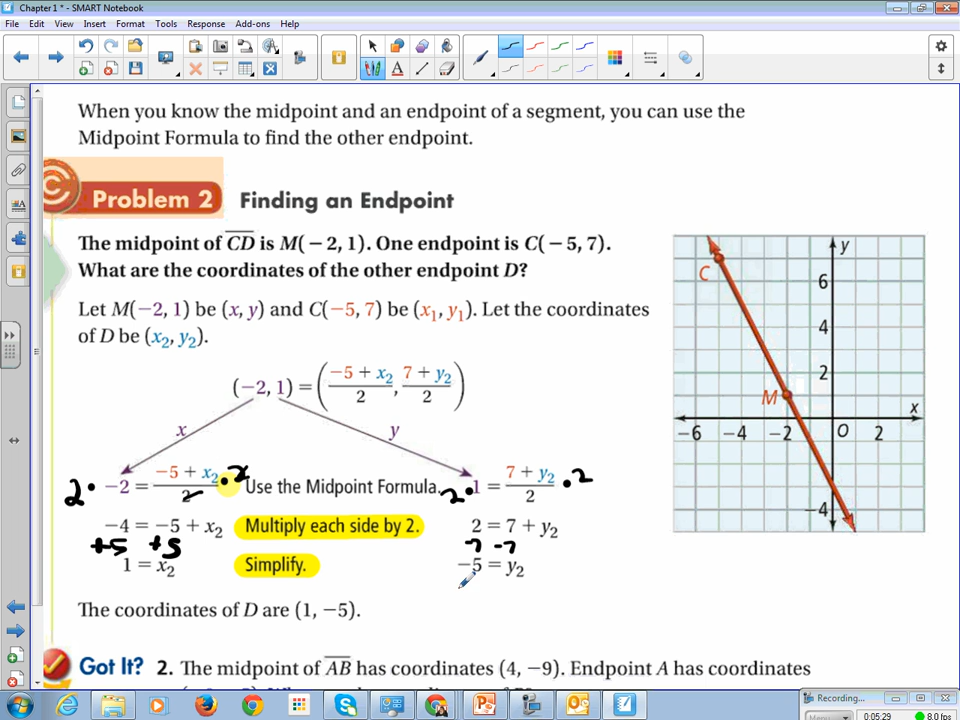 Chapter 1 * - SMART Notebook
File Edit View Insert Format Tools Response Add-ons Help
When you know the midpoint and an endpoint of a segment, you can use the
Midpoint Formula to find the other endpoint.
Problem 2 Finding an Endpoint
The midpoint of CD is M(−2, 1). One endpoint is C(−5, 7).
What are the coordinates of the other endpoint D?
Let M(−2, 1) be (x, y) and C(−5, 7) be (x₁, y₁). Let the coordinates
of D be (x₂, y₂).
(−2, 1) = ((−5 + x₂)/2, (7 + y₂)/2)
x y
2 • −2 = (−5 + x₂)/2 • 2 Use the Midpoint Formula. 2 • 1 = (7 + y₂)/2 • 2
−4 = −5 + x₂ Multiply each side by 2. 2 = 7 + y₂
+5 +5 -7 -7
1 = x₂ Simplify. −5 = y₂
The coordinates of D are (1, −5).
Got It? 2. The midpoint of AB has coordinates (4, −9). Endpoint A has coordinates
y
C
6
4
2
M
x
−6 −4 −2 O 2
−4
Recording...
Menu
00:05:29 8.0 fps